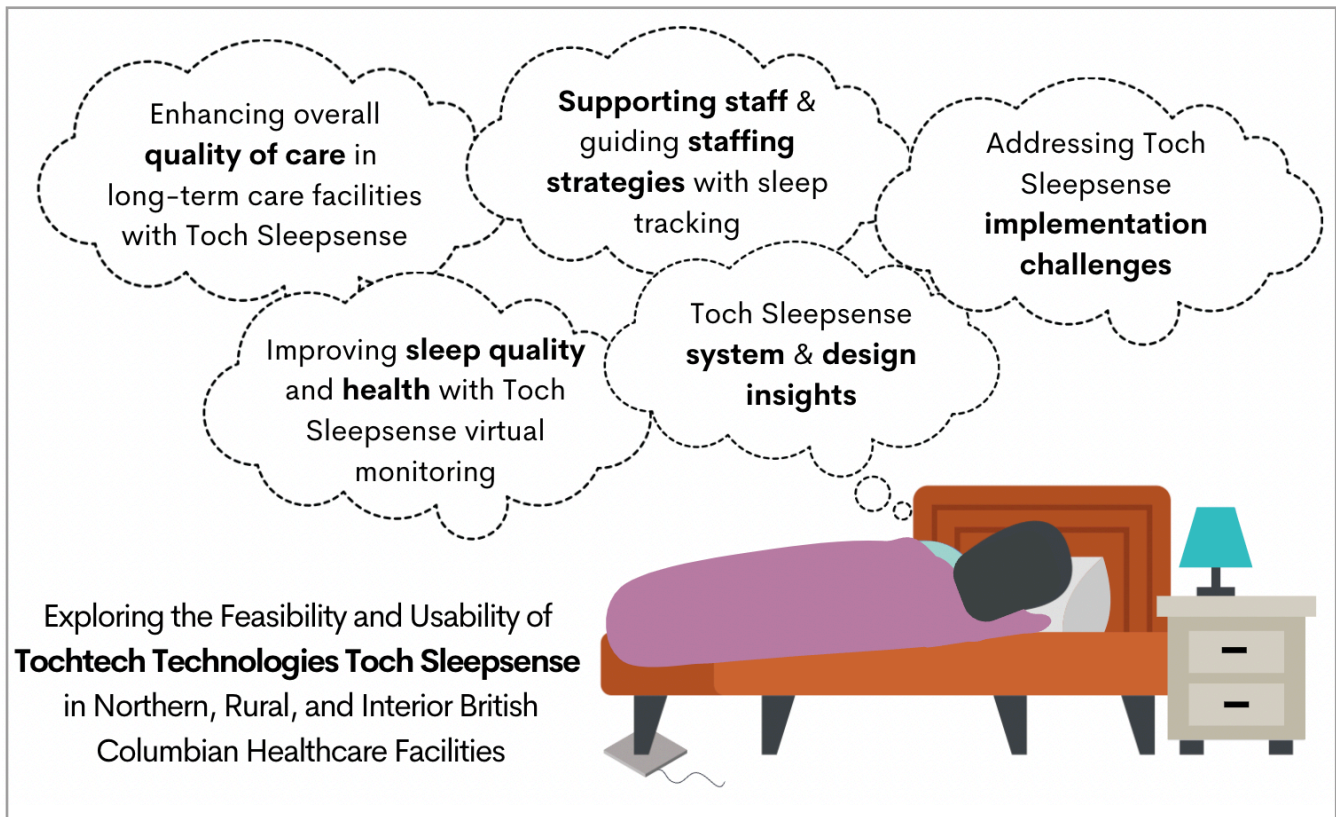 Enhancing overall
quality of care in
long-term care facilities
with Toch Sleepsense
Supporting staff &
guiding staffing
strategies with sleep
tracking
Addressing Toch
Sleepsense
implementation
challenges
Improving sleep quality
and health with Toch
Sleepsense virtual
monitoring
Toch Sleepsense
system & design
insights
Exploring the Feasibility and Usability of
Tochtech Technologies Toch Sleepsense
in Northern, Rural, and Interior British
Columbian Healthcare Facilities